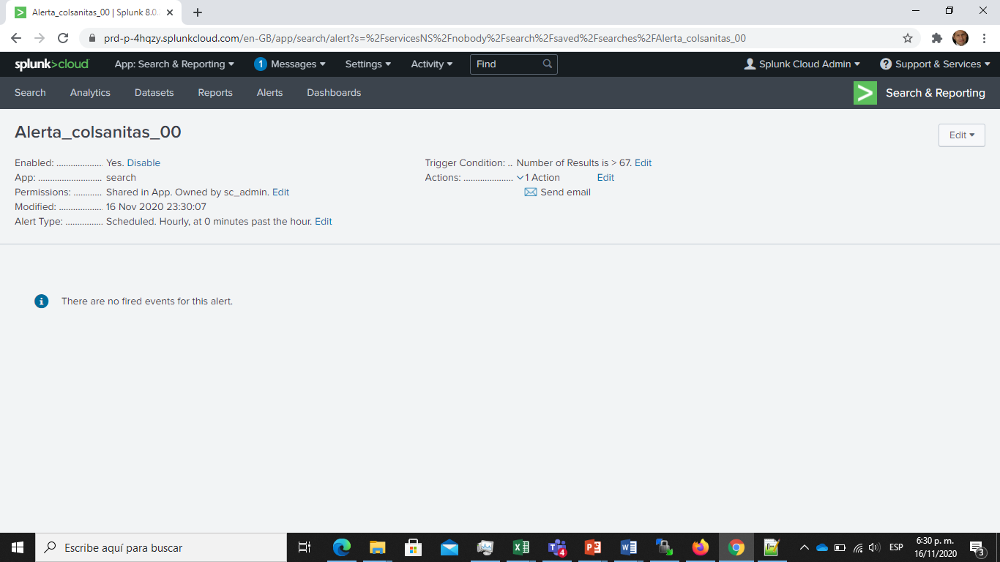 Alerta_colsanitas_00 | Splunk 8.0.
prd-p-4hqzy.splunkcloud.com/en-GB/app/search/alert?s=%2FservicesNS%2Fnobody%2Fsearch%2Fsaved%2Fsearches%2FAlerta_colsanitas_00
splunk>cloud App: Search & Reporting 1 Messages Settings Activity Find Splunk Cloud Admin ? Support & Services
Search Analytics Datasets Reports Alerts Dashboards > Search & Reporting
Alerta_colsanitas_00 Edit
Enabled: ................... Yes. Disable Trigger Condition: .. Number of Results is > 67. Edit
App: .......................... search Actions: .................... 1 Action Edit
Permissions: ............ Shared in App. Owned by sc_admin. Edit Send email
Modified: .................. 16 Nov 2020 23:30:07
Alert Type: ............... Scheduled. Hourly, at 0 minutes past the hour. Edit
There are no fired events for this alert.
Escribe aquí para buscar 4 ESP 6:30 p. m. 3
16/11/2020